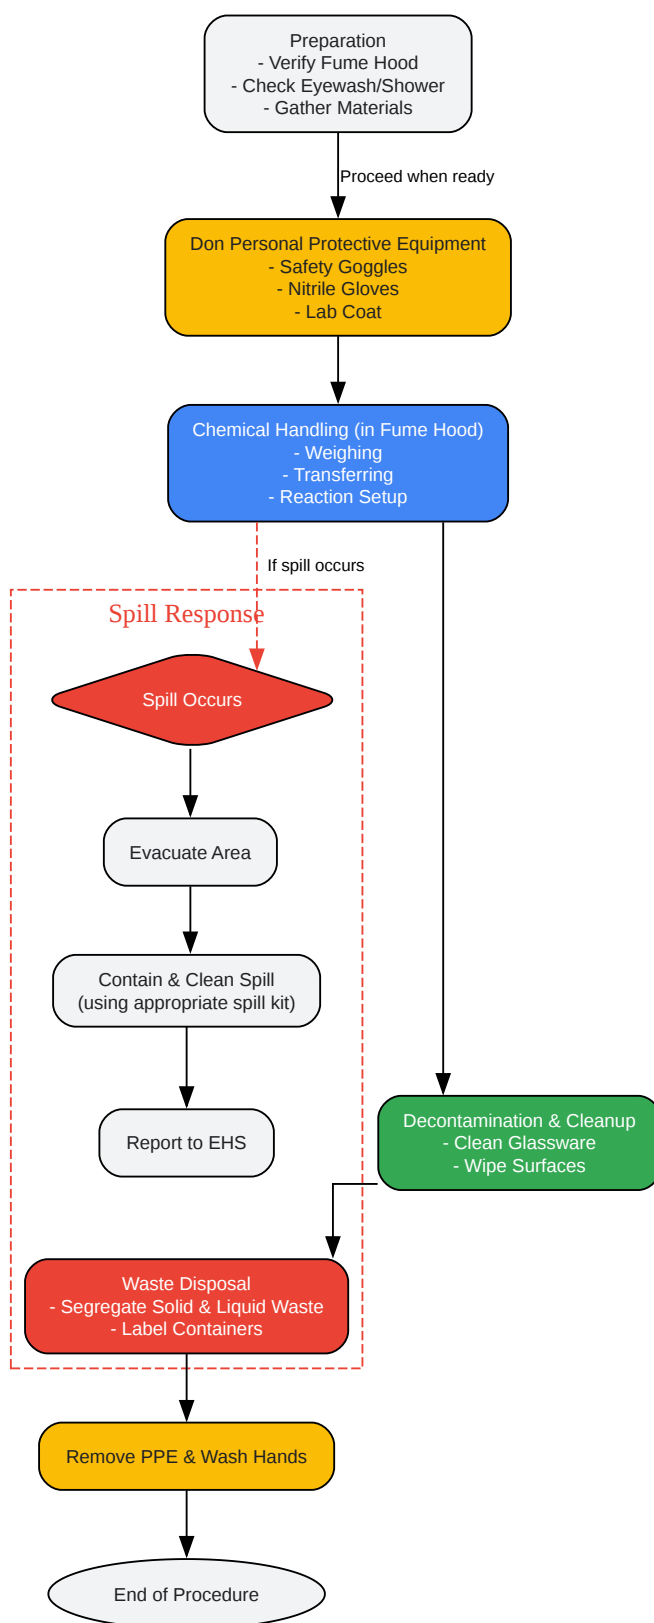 Preparation
- Verify Fume Hood
- Check Eyewash/Shower
- Gather Materials
Proceed when ready
Don Personal Protective Equipment
- Safety Goggles
- Nitrile Gloves
- Lab Coat
Chemical Handling (in Fume Hood)
- Weighing
- Transferring
- Reaction Setup
If spill occurs
Spill Response
Spill Occurs
Evacuate Area
Contain & Clean Spill
(using appropriate spill kit)
Report to EHS
Decontamination & Cleanup
- Clean Glassware
- Wipe Surfaces
Waste Disposal
- Segregate Solid & Liquid Waste
- Label Containers
Remove PPE & Wash Hands
End of Procedure